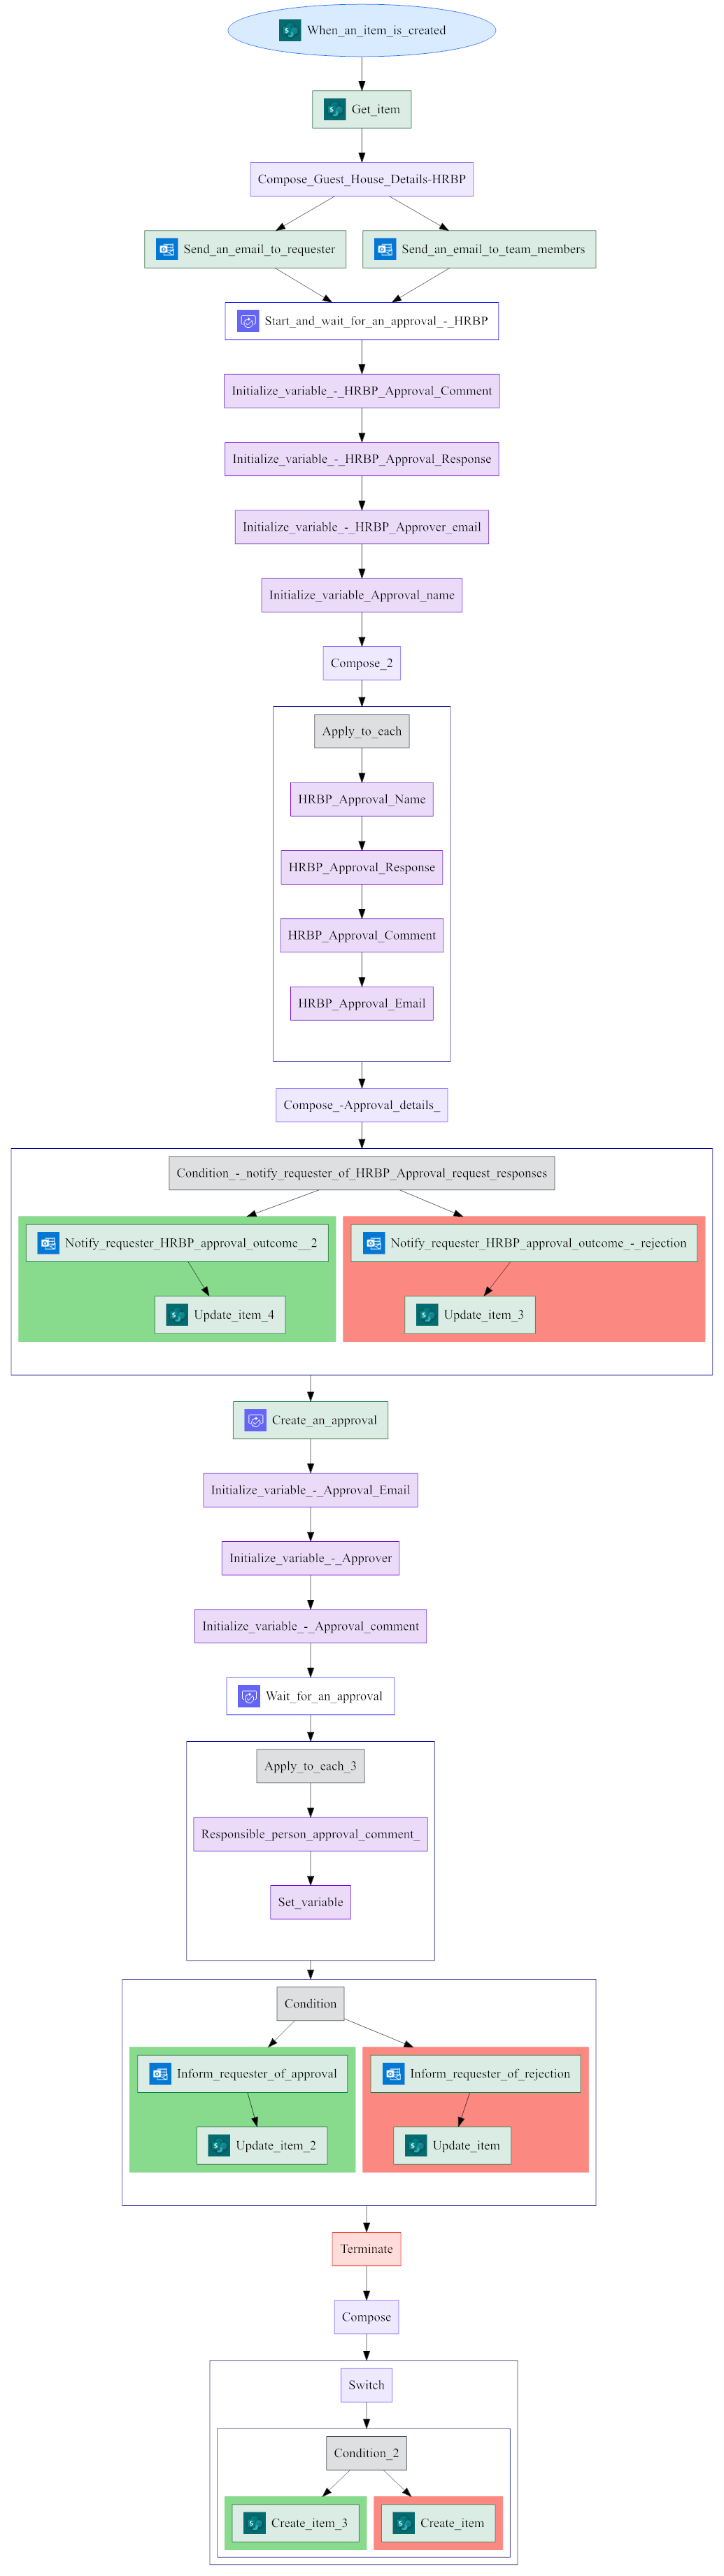 When_an_item_is_created
Get_item
Compose_Guest_House_Details-HRBP
Send_an_email_to_requester
Send_an_email_to_team_members
Start_and_wait_for_an_approval_-_HRBP
Initialize_variable_-_HRBP_Approval_Comment
Initialize_variable_-_HRBP_Approval_Response
Initialize_variable_-_HRBP_Approver_email
Initialize_variable_Approval_name
Compose_2
Apply_to_each
HRBP_Approval_Name
HRBP_Approval_Response
HRBP_Approval_Comment
HRBP_Approval_Email
Compose_-Approval_details_
Condition_-_notify_requester_of_HRBP_Approval_request_responses
Notify_requester_HRBP_approval_outcome__2
Notify_requester_HRBP_approval_outcome_-_rejection
Update_item_4
Update_item_3
Create_an_approval
Initialize_variable_-_Approval_Email
Initialize_variable_-_Approver
Initialize_variable_-_Approval_comment
Wait_for_an_approval
Apply_to_each_3
Responsible_person_approval_comment_
Set_variable
Condition
Inform_requester_of_approval
Inform_requester_of_rejection
Update_item_2
Update_item
Terminate
Compose
Switch
Condition_2
Create_item_3
Create_item